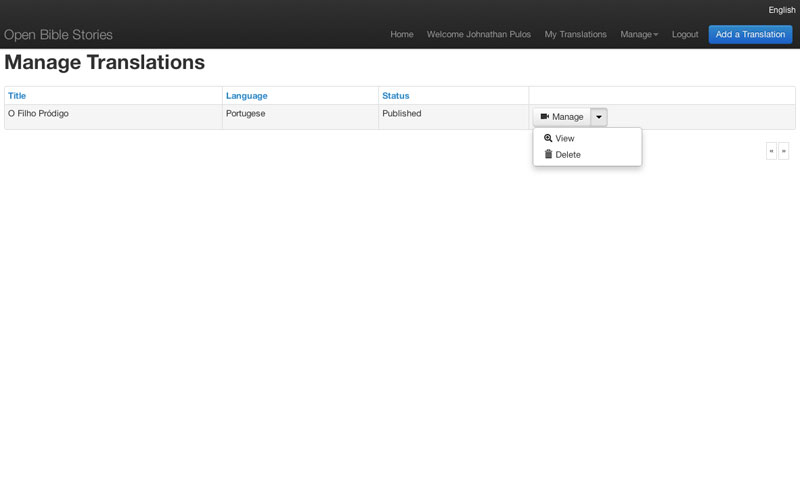 English
Open Bible Stories Home Welcome Johnathan Pulos My Translations Manage Logout Add a Translation
Manage Translations
Title Language Status
O Filho Pródigo Portugese Published Manage
View
Delete
« »